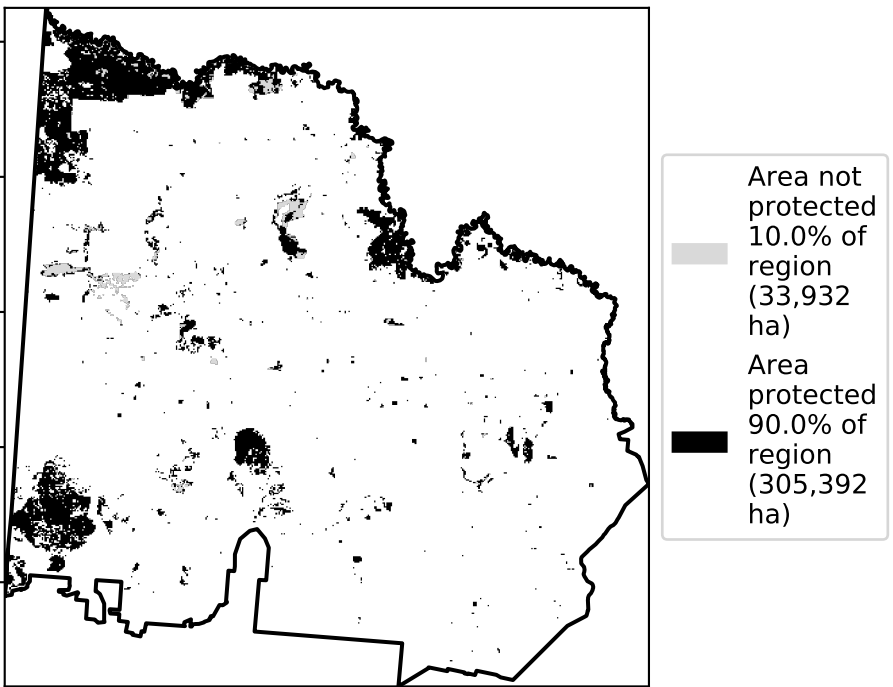 Area not
protected
10.0% of
region
(33,932
ha)
Area
protected
90.0% of
region
(305,392
ha)